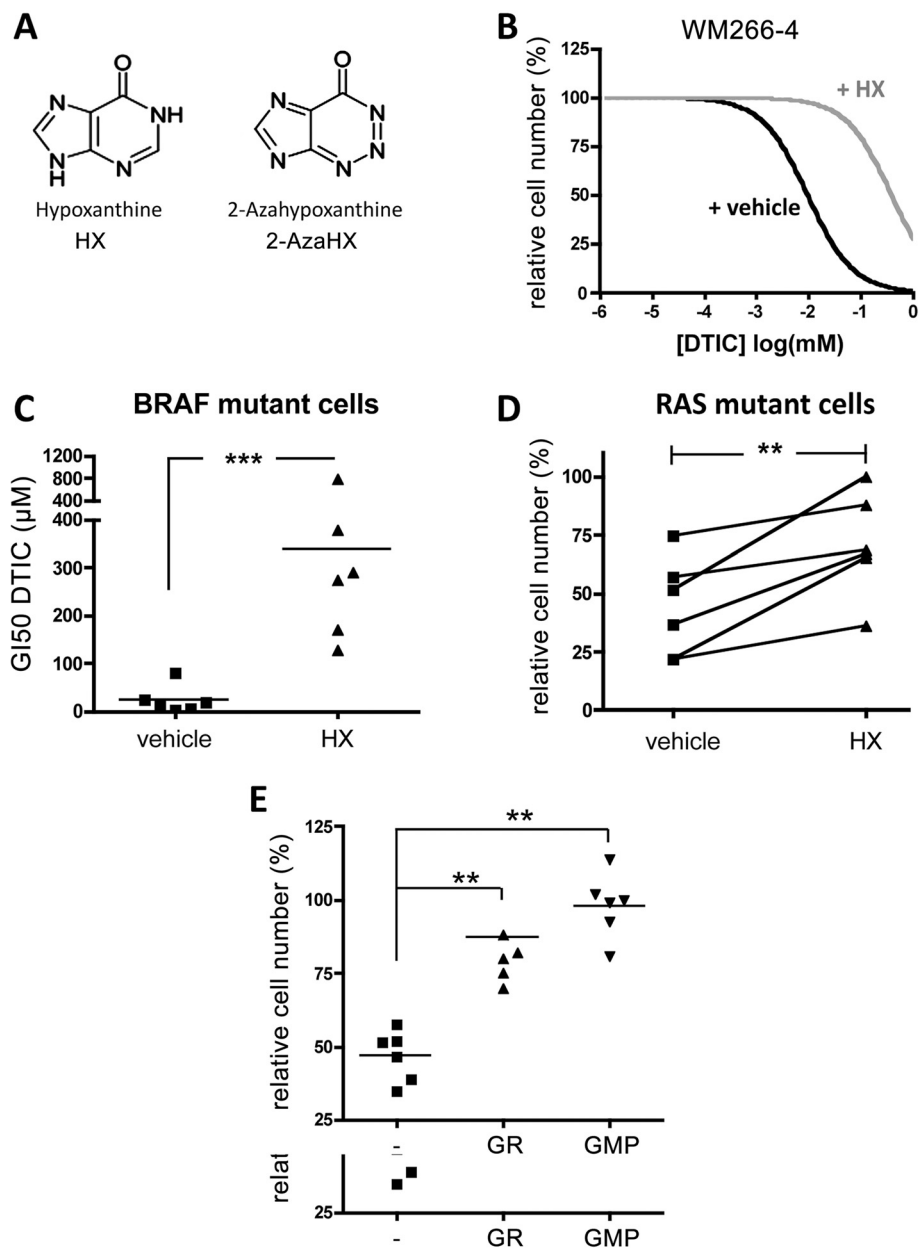 A
O
N
NH
N
H
N
Hypoxanthine
HX
O
N
N
N
N
N
2-Azahypoxanthine
2-AzaHX
B
WM266-4
relative cell number (%)
125
100
75
50
25
0
+ HX
+ vehicle
-6
-5
-4
-3
-2
-1
0
[DTIC] log(mM)
C
BRAF mutant cells
GI50 DTIC (µM)
1200
800
400
400
300
200
100
0
***
vehicle
HX
D
RAS mutant cells
relative cell number (%)
100
75
50
25
0
**
vehicle
HX
E
relative cell number (%)
125
100
75
50
25
**
**
-
GR
GMP
relat
25
-
GR
GMP